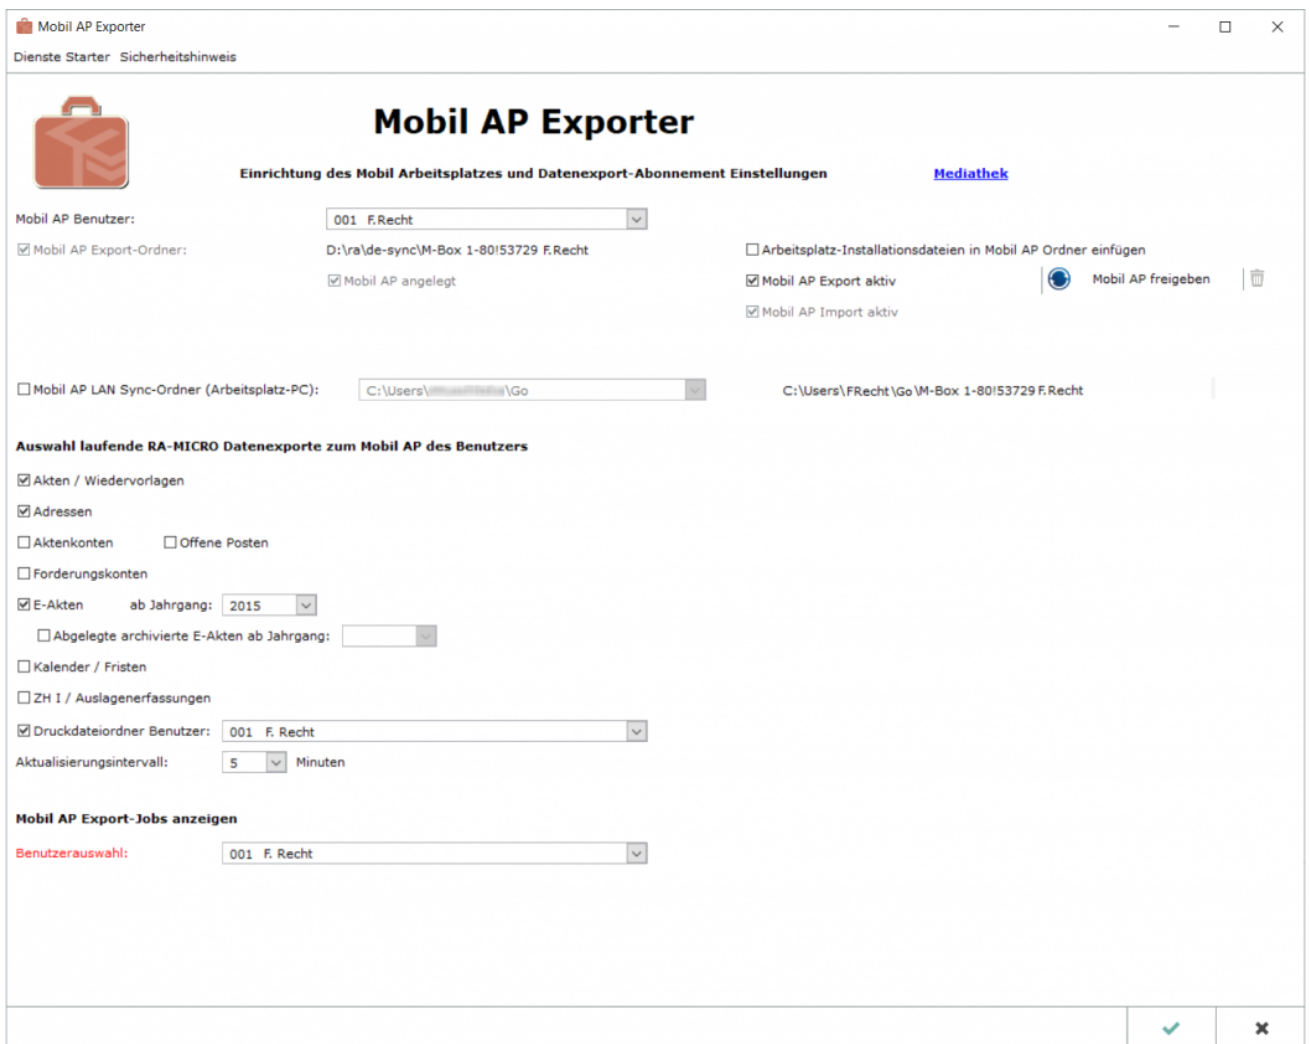 Mobil AP Exporter
Dienste Starter Sicherheitshinweis
Mobil AP Exporter
Einrichtung des Mobil Arbeitsplatzes und Datenexport-Abonnement Einstellungen Mediathek
Mobil AP Benutzer: 001 F.Recht
Mobil AP Export-Ordner: D:\ra\de-sync\M-Box 1-80!53729 F.Recht Arbeitsplatz-Installationsdateien in Mobil AP Ordner einfügen
Mobil AP angelegt Mobil AP Export aktiv Mobil AP freigeben
Mobil AP Import aktiv
Mobil AP LAN Sync-Ordner (Arbeitsplatz-PC): C:\Users\ \Go C:\Users\FRecht\Go\M-Box 1-80!53729 F.Recht
Auswahl laufende RA-MICRO Datenexporte zum Mobil AP des Benutzers
Akten / Wiedervorlagen
Adressen
Aktenkonten Offene Posten
Forderungskonten
E-Akten ab Jahrgang: 2015
Abgelegte archivierte E-Akten ab Jahrgang:
Kalender / Fristen
ZH I / Auslagenerfassungen
Druckdateiordner Benutzer: 001 F. Recht
Aktualisierungsintervall: 5 Minuten
Mobil AP Export-Jobs anzeigen
Benutzerauswahl: 001 F. Recht